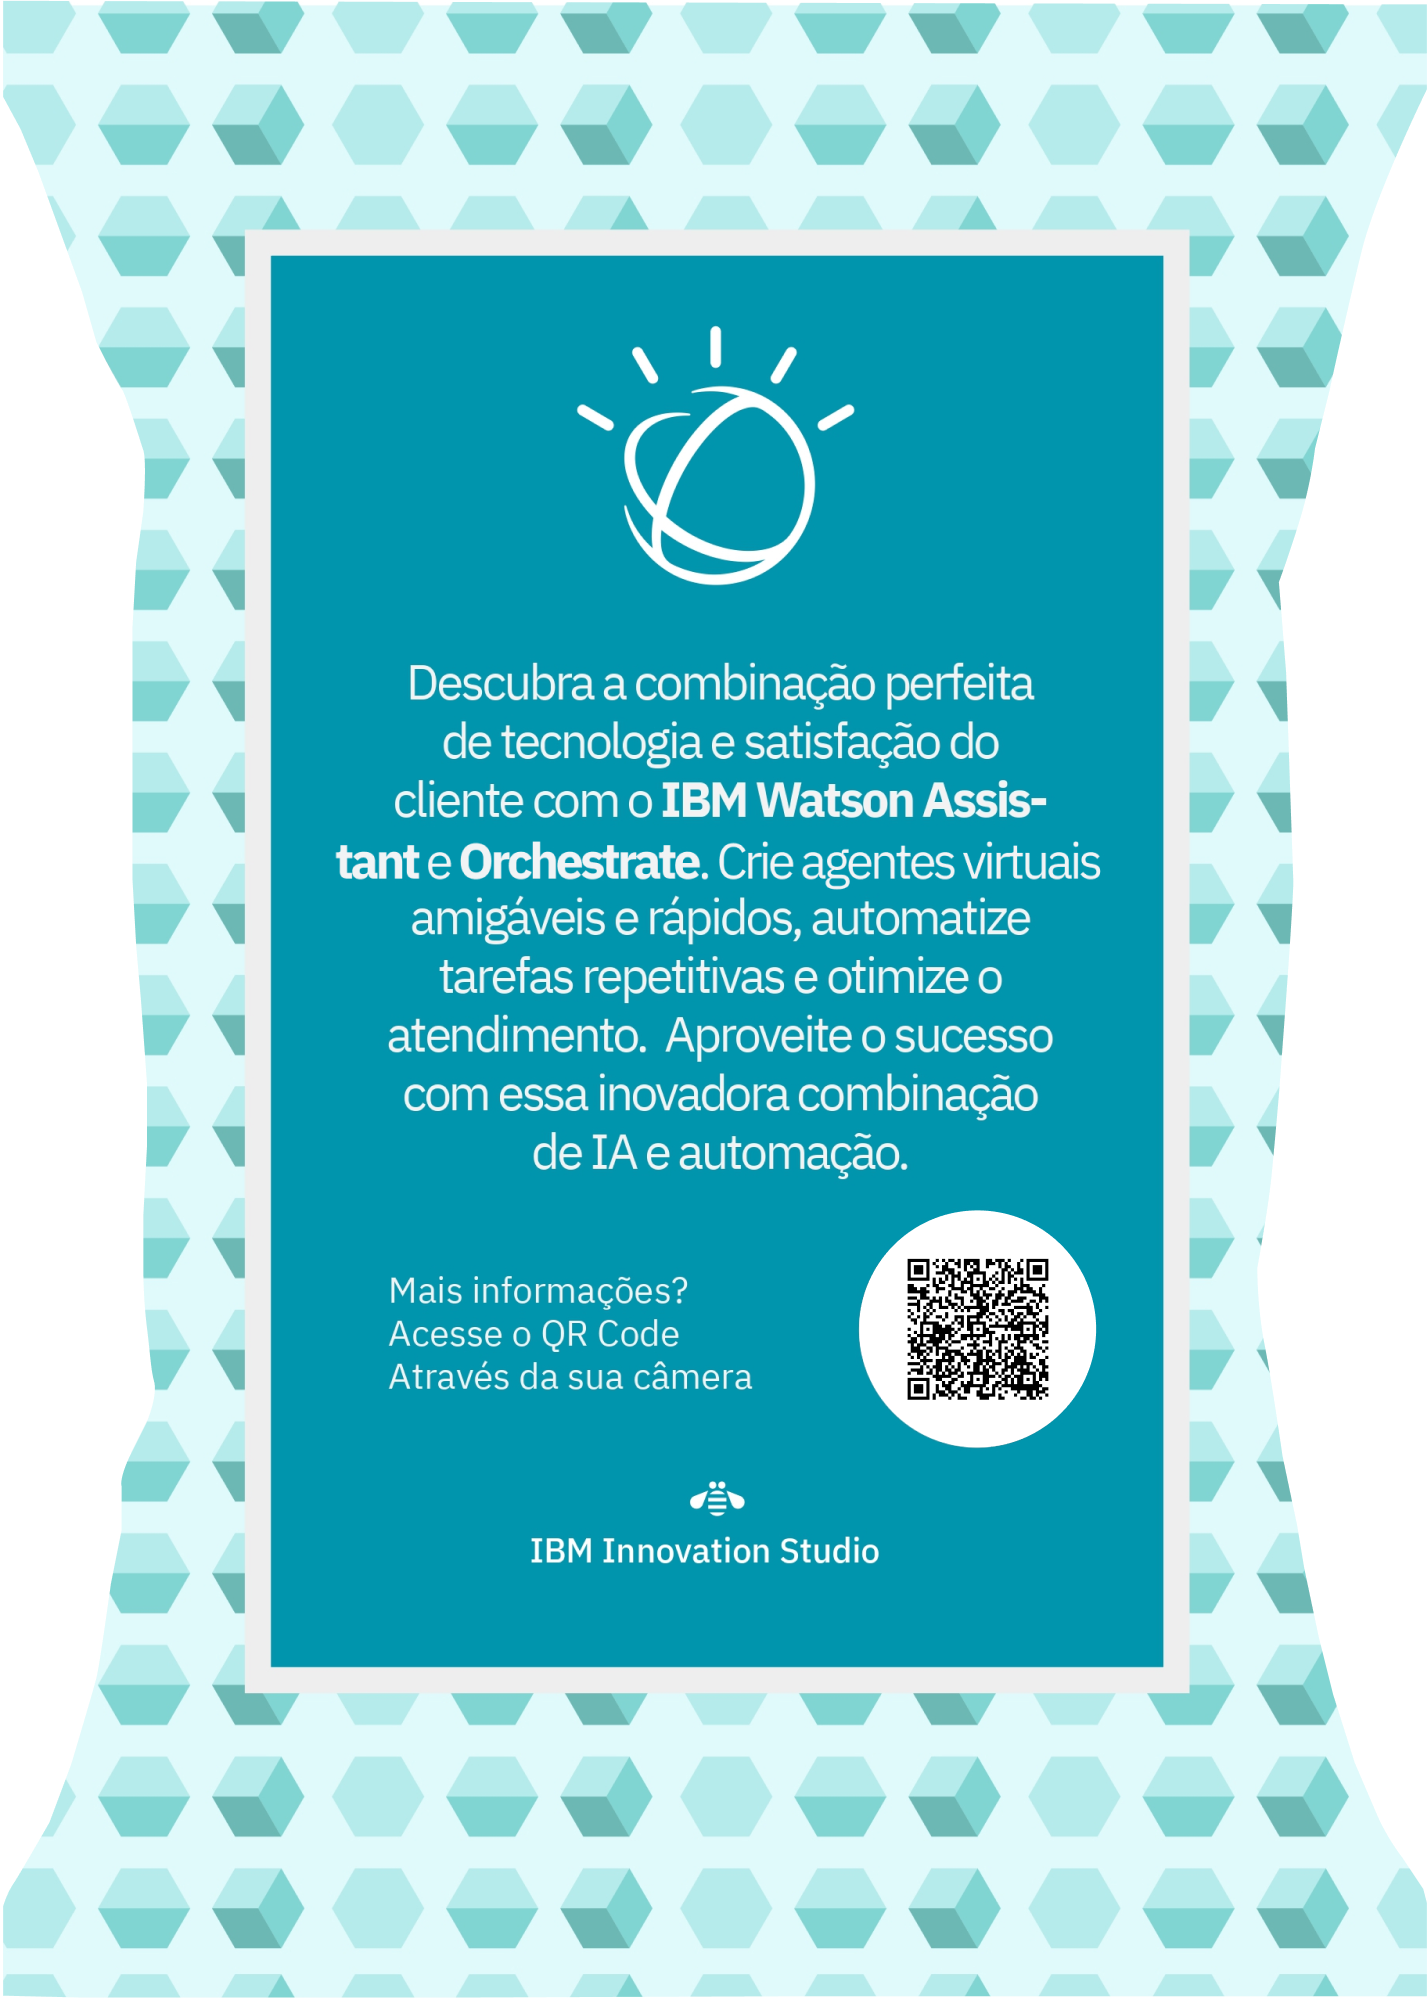 Descubra a combinação perfeita
de tecnologia e satisfação do
cliente com o IBM Watson Assis-
tant e Orchestrate. Crie agentes virtuais
amigáveis e rápidos, automatize
tarefas repetitivas e otimize o
atendimento.  Aproveite o sucesso
com essa inovadora combinação
de IA e automação.
Mais informações?
Acesse o QR Code
Através da sua câmera
IBM Innovation Studio